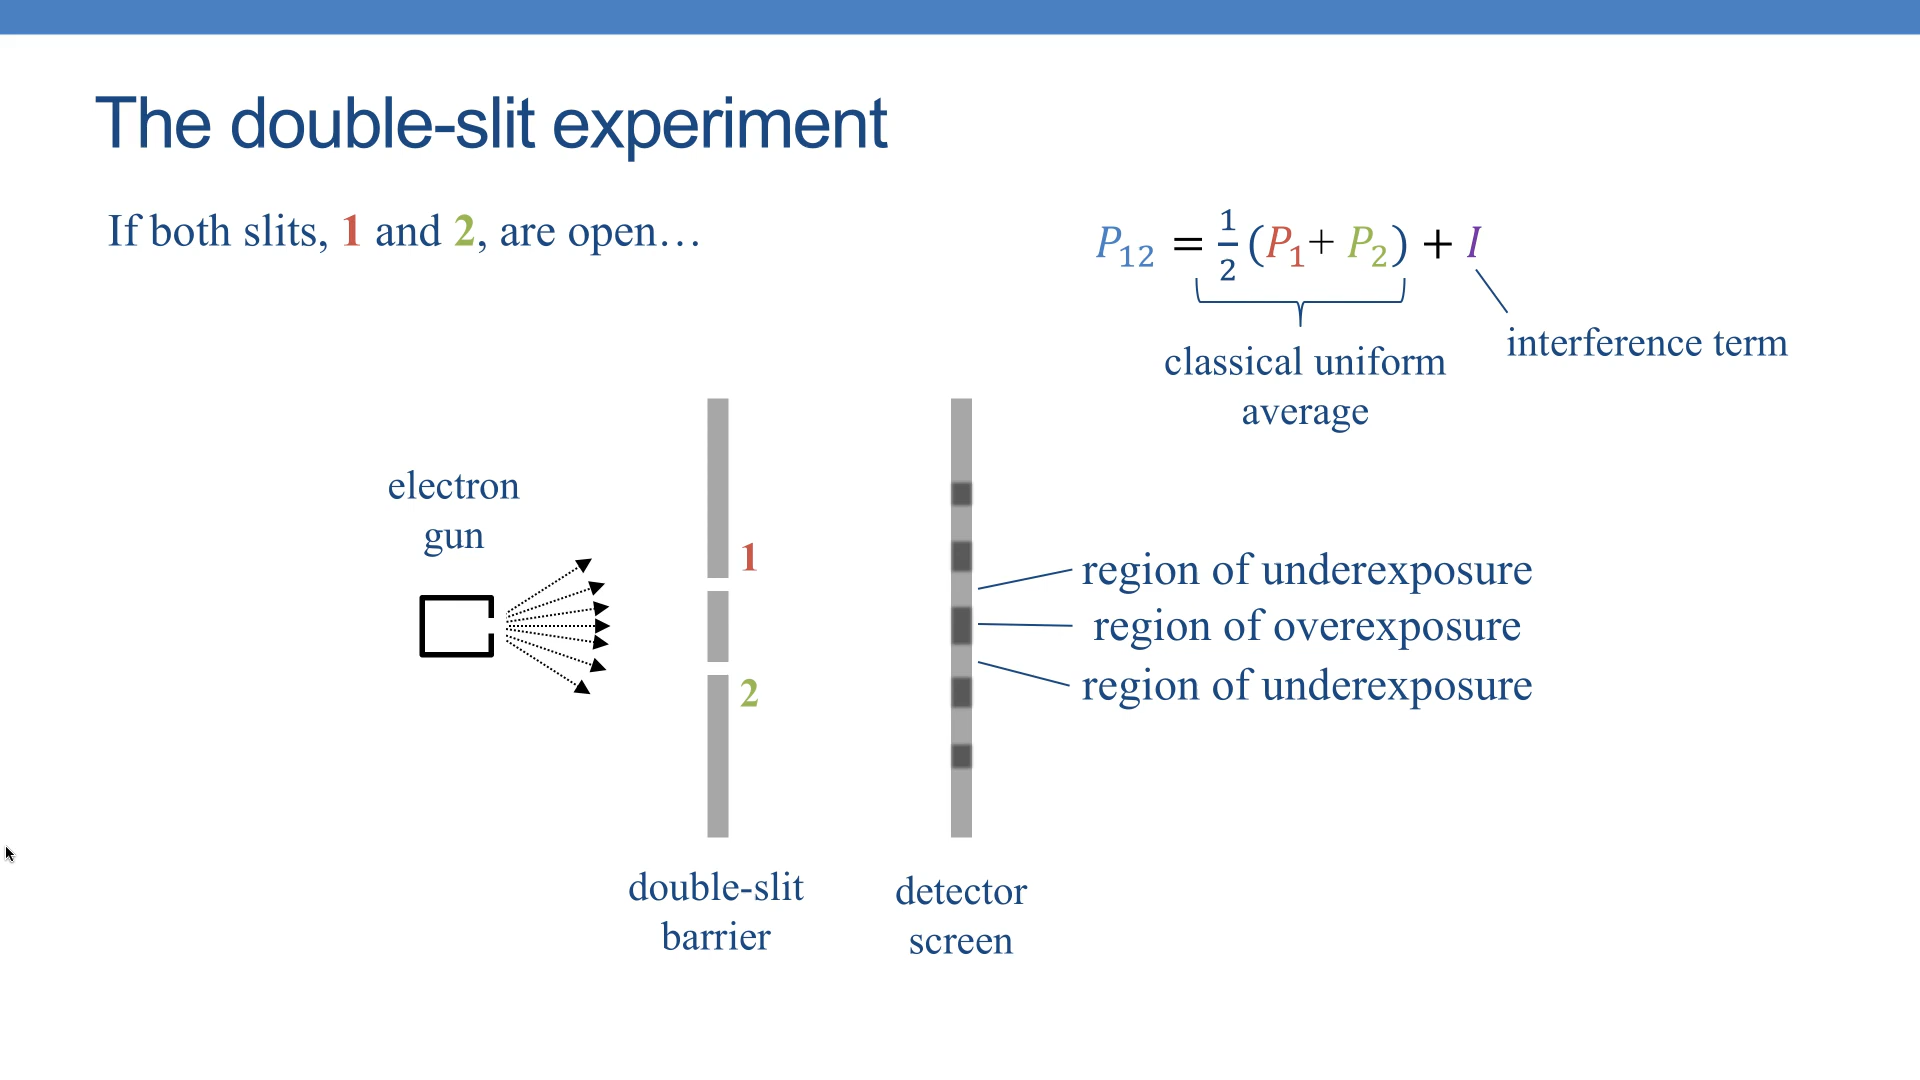 The double-slit experiment
If both slits, 1 and 2, are open…
P₁₂ = ½ (P₁+ P₂) + I
interference term
classical uniform
average
electron
gun
1
2
region of underexposure
region of overexposure
region of underexposure
double-slit
barrier
detector
screen